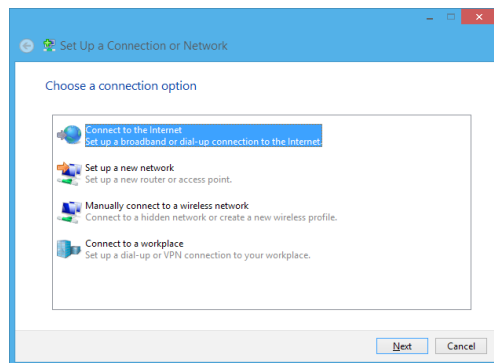 Set Up a Connection or Network
Choose a connection option
Connect to the Internet
Set up a broadband or dial-up connection to the Internet.
Set up a new network
Set up a new router or access point.
Manually connect to a wireless network
Connect to a hidden network or create a new wireless profile.
Connect to a workplace
Set up a dial-up or VPN connection to your workplace.
Next Cancel